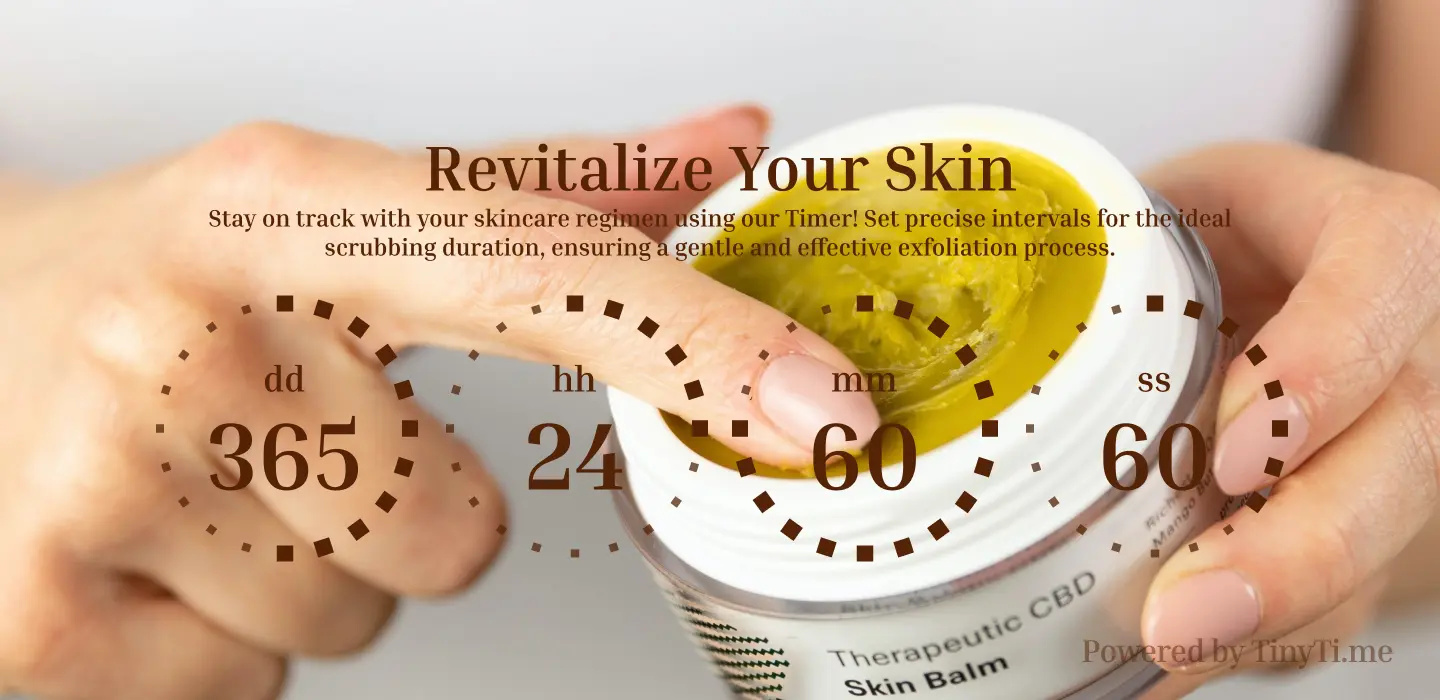 Revitalize Your Skin
Stay on track with your skincare regimen using our Timer! Set precise intervals for the ideal
scrubbing duration, ensuring a gentle and effective exfoliation process.
dd
hh
mm
ss
365
24
60
60
Therapeutic CBD
Skin Balm
Powered by TinyTi.me